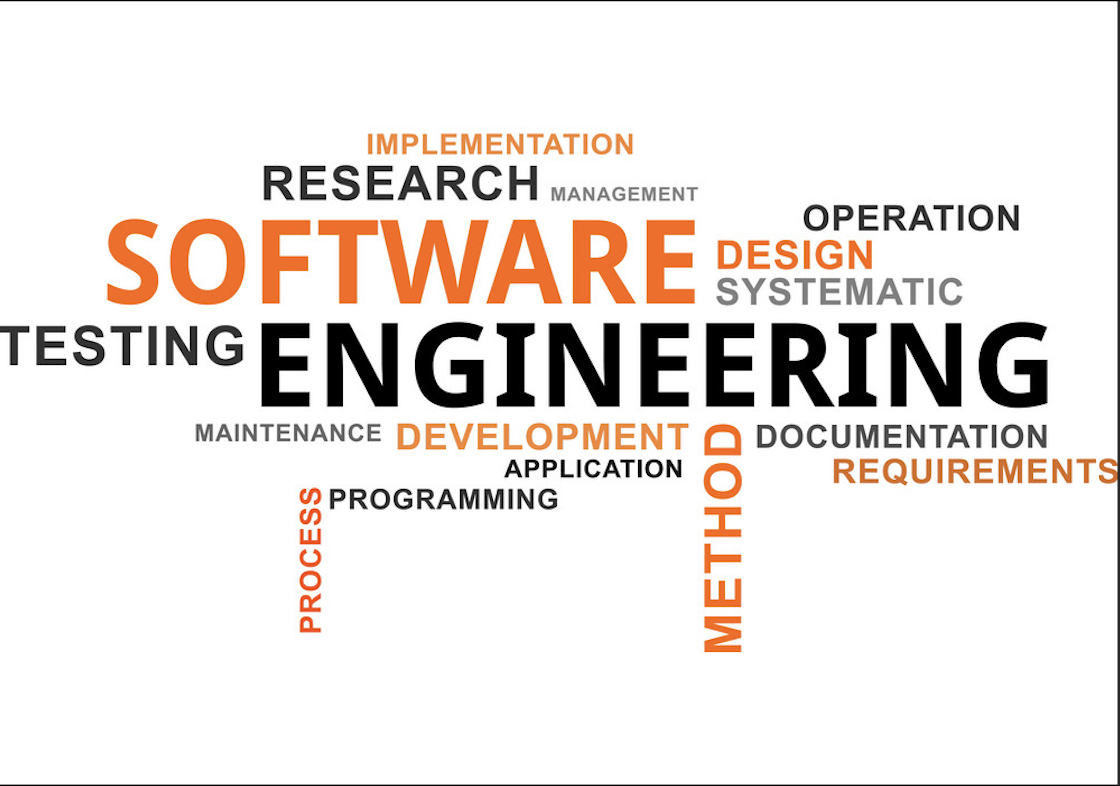 IMPLEMENTATION
RESEARCH MANAGEMENT
OPERATION
SOFTWARE
DESIGN
SYSTEMATIC
TESTING
ENGINEERING
MAINTENANCE
DEVELOPMENT
METHOD
DOCUMENTATION
APPLICATION
REQUIREMENTS
PROCESS
PROGRAMMING